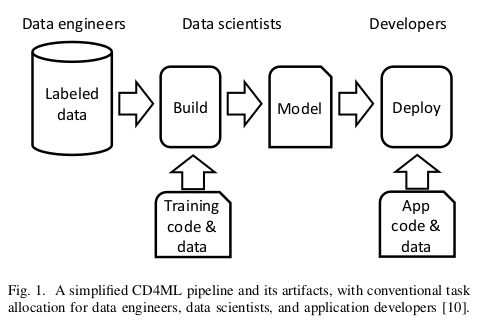 Data engineers Data scientists Developers
Labeled
data
Build
Model
Deploy
Training
code &
data
App
code &
data
Fig. 1. A simplified CD4ML pipeline and its artifacts, with conventional task
allocation for data engineers, data scientists, and application developers [10].